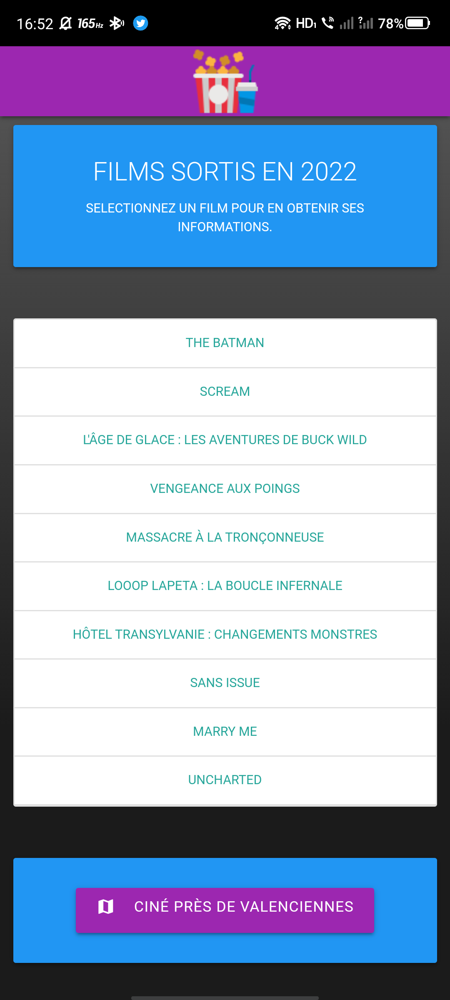 16:52 165Hz 4 HD1 ? 78%
FILMS SORTIS EN 2022
SELECTIONNEZ UN FILM POUR EN OBTENIR SES
INFORMATIONS.
THE BATMAN
SCREAM
L'ÂGE DE GLACE : LES AVENTURES DE BUCK WILD
VENGEANCE AUX POINGS
MASSACRE À LA TRONÇONNEUSE
LOOOP LAPETA : LA BOUCLE INFERNALE
HÔTEL TRANSYLVANIE : CHANGEMENTS MONSTRES
SANS ISSUE
MARRY ME
UNCHARTED
CINÉ PRÈS DE VALENCIENNES